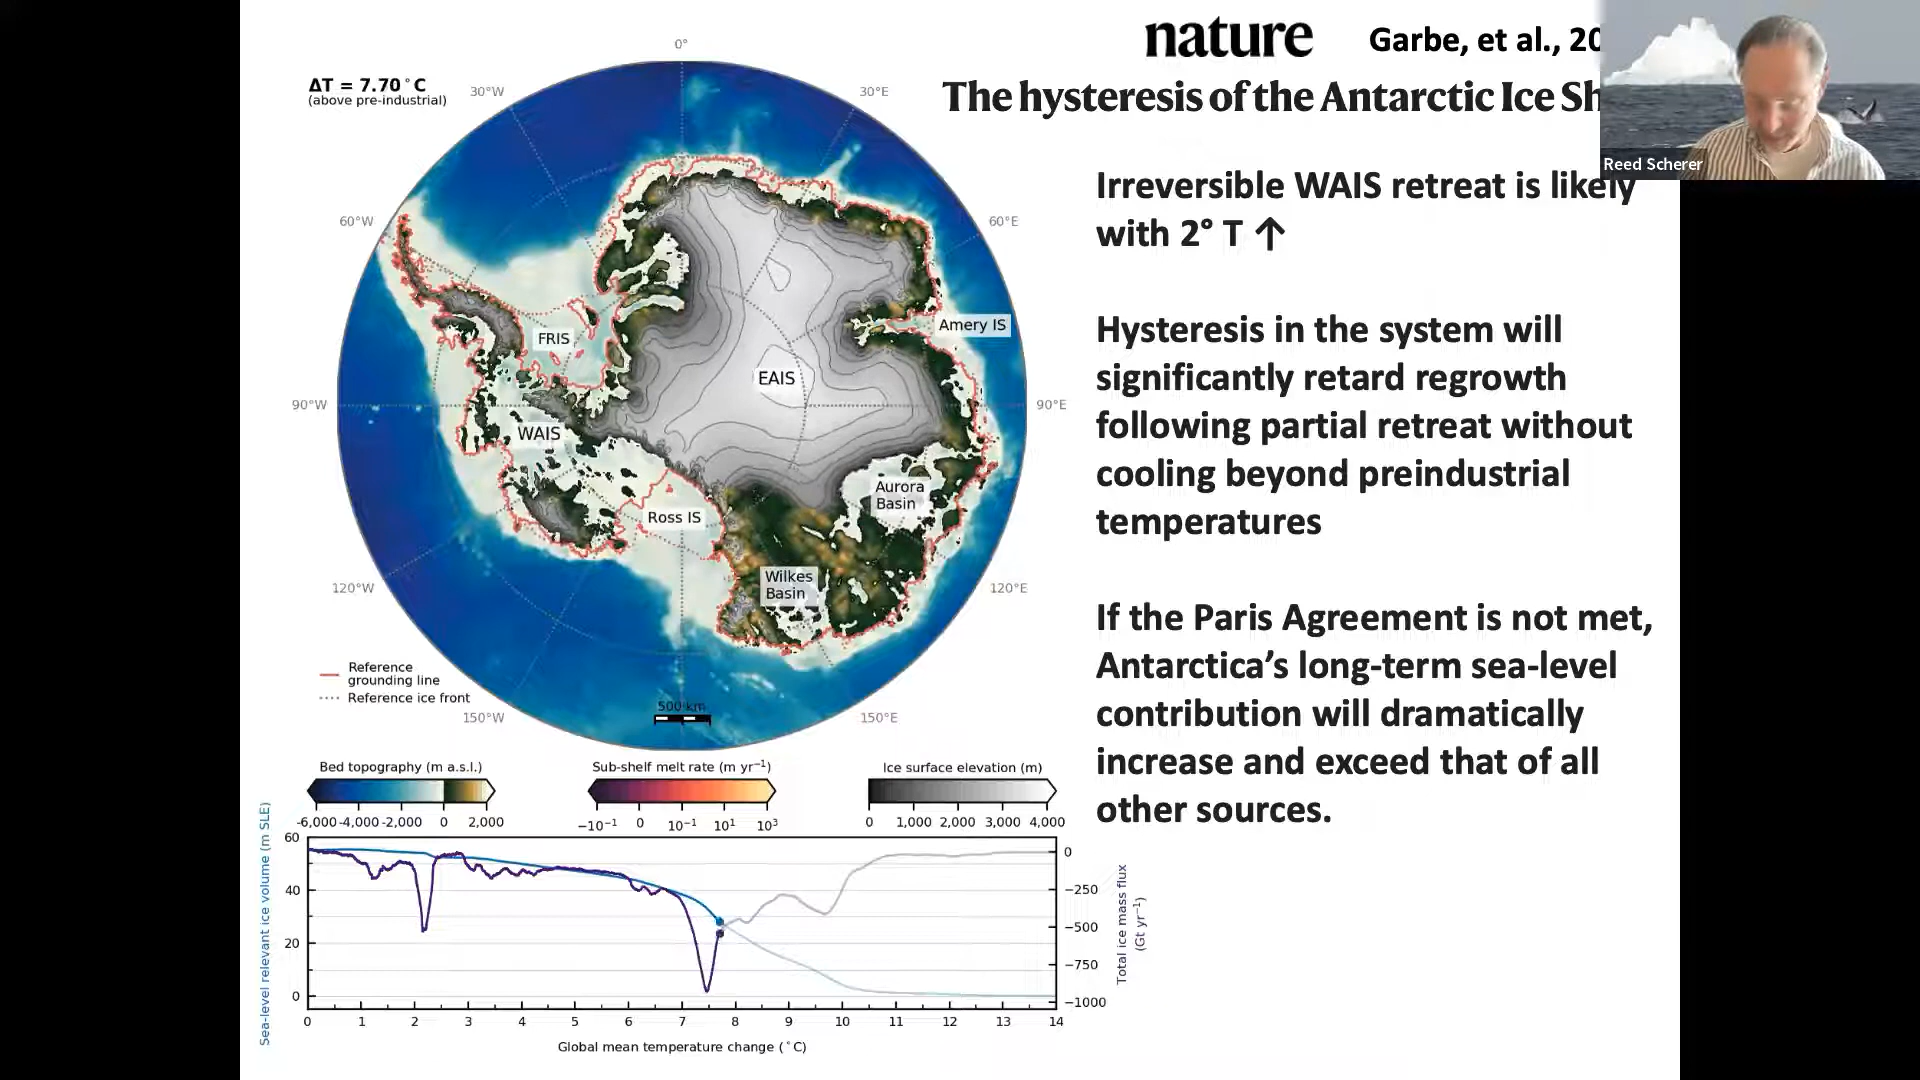 nature
Garbe, et al., 20
The hysteresis of the Antarctic Ice Sh
Reed Scherer
ΔT = 7.70°C
(above pre-industrial)
0°
30°W
30°E
60°W
60°E
90°W
90°E
120°W
120°E
150°W
150°E
FRIS
Amery IS
EAIS
WAIS
Aurora
Basin
Ross IS
Wilkes
Basin
Reference
grounding line
Reference ice front
500 km
Irreversible WAIS retreat is likely
with 2° T ↑
Hysteresis in the system will
significantly retard regrowth
following partial retreat without
cooling beyond preindustrial
temperatures
If the Paris Agreement is not met,
Antarctica’s long-term sea-level
contribution will dramatically
increase and exceed that of all
other sources.
Bed topography (m a.s.l.)
-6,000 -4,000 -2,000 0 2,000
Sub-shelf melt rate (m yr⁻¹)
−10⁻¹ 0 10⁻¹ 10¹ 10³
Ice surface elevation (m)
0 1,000 2,000 3,000 4,000
Sea-level relevant ice volume (m SLE)
60
40
20
0
0
−250
−500
−750
−1000
Total ice mass flux
(Gt yr⁻¹)
0 1 2 3 4 5 6 7 8 9 10 11 12 13 14
Global mean temperature change (°C)